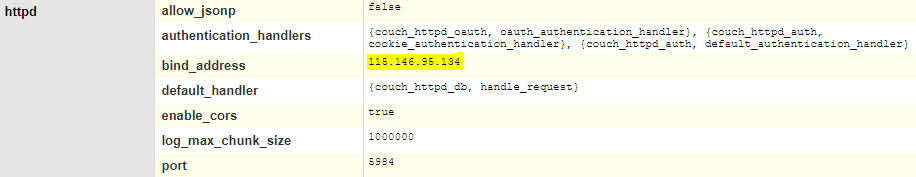 httpd
allow_jsonp false
authentication_handlers {couch_httpd_oauth, oauth_authentication_handler}, {couch_httpd_auth,
cookie_authentication_handler}, {couch_httpd_auth, default_authentication_handler}
bind_address 115.146.95.134
default_handler {couch_httpd_db, handle_request}
enable_cors true
log_max_chunk_size 1000000
port 5984